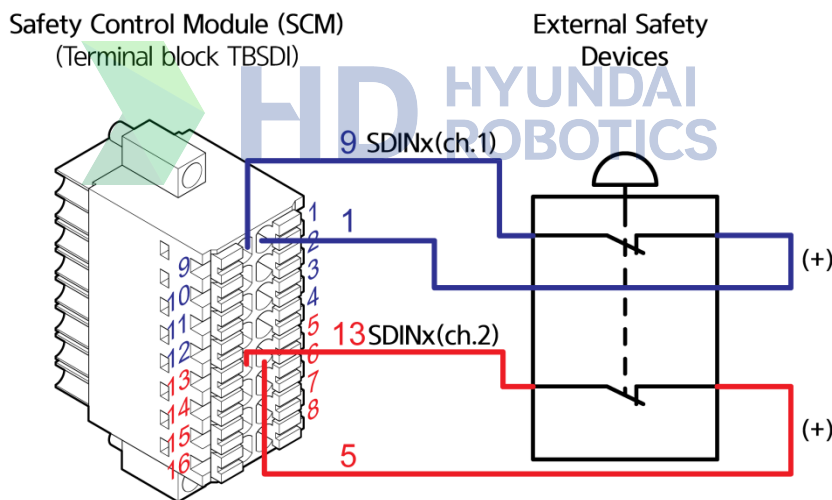 Safety Control Module (SCM)
(Terminal block TBSDI)
External Safety
Devices
HD HYUNDAI
ROBOTICS
9 SDINx(ch.1)
1
(+)
13 SDINx(ch.2)
5
(+)
1
2
3
4
5
6
7
8
9
10
11
12
13
14
15
16